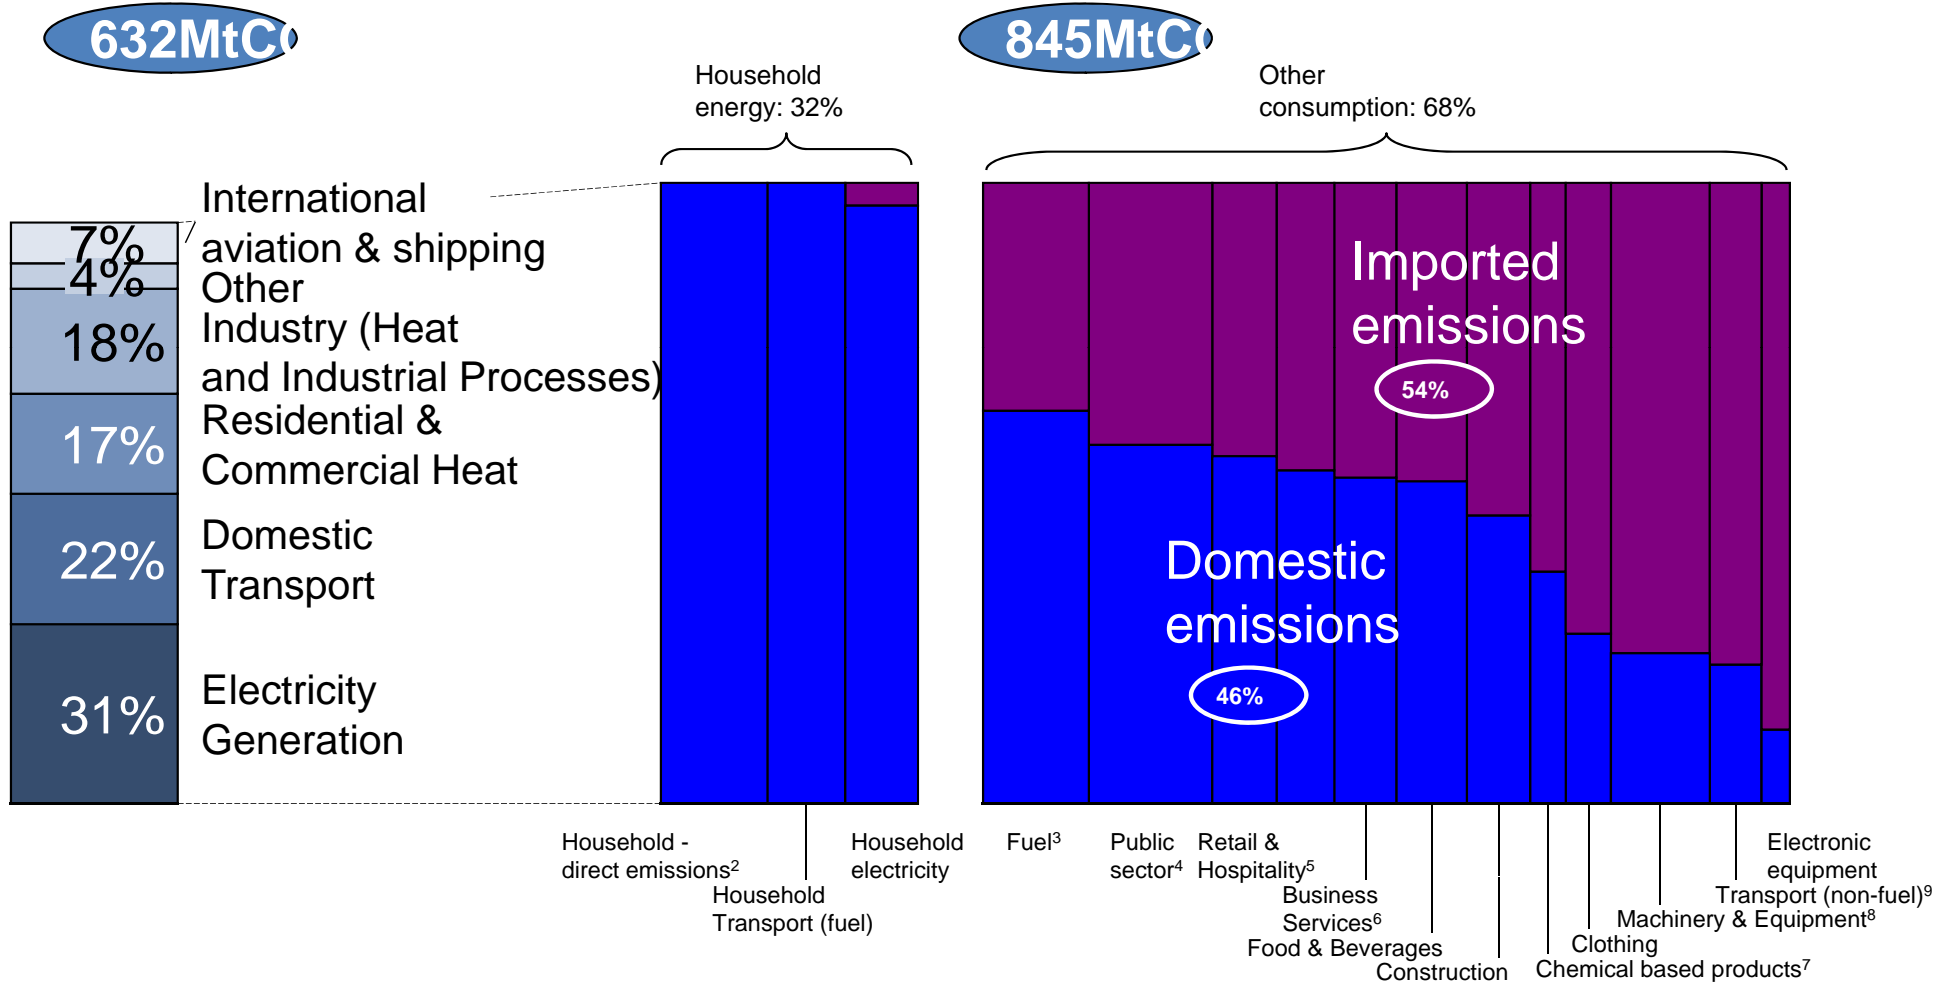 632MtC
845MtC
Household
energy: 32%
Other
consumption: 68%
7%
International
aviation & shipping
4%
Other
18%
Industry (Heat
and Industrial Processes)
17%
Residential &
Commercial Heat
22%
Domestic
Transport
31%
Electricity
Generation
Imported
emissions
54%
Domestic
emissions
46%
Household -
direct emissions²
Household
Transport (fuel)
Household
electricity
Fuel³
Public
sector⁴
Retail &
Hospitality⁵
Business
Services⁶
Food & Beverages
Construction
Chemical based products⁷
Clothing
Machinery & Equipment⁸
Transport (non-fuel)⁹
Electronic
equipment